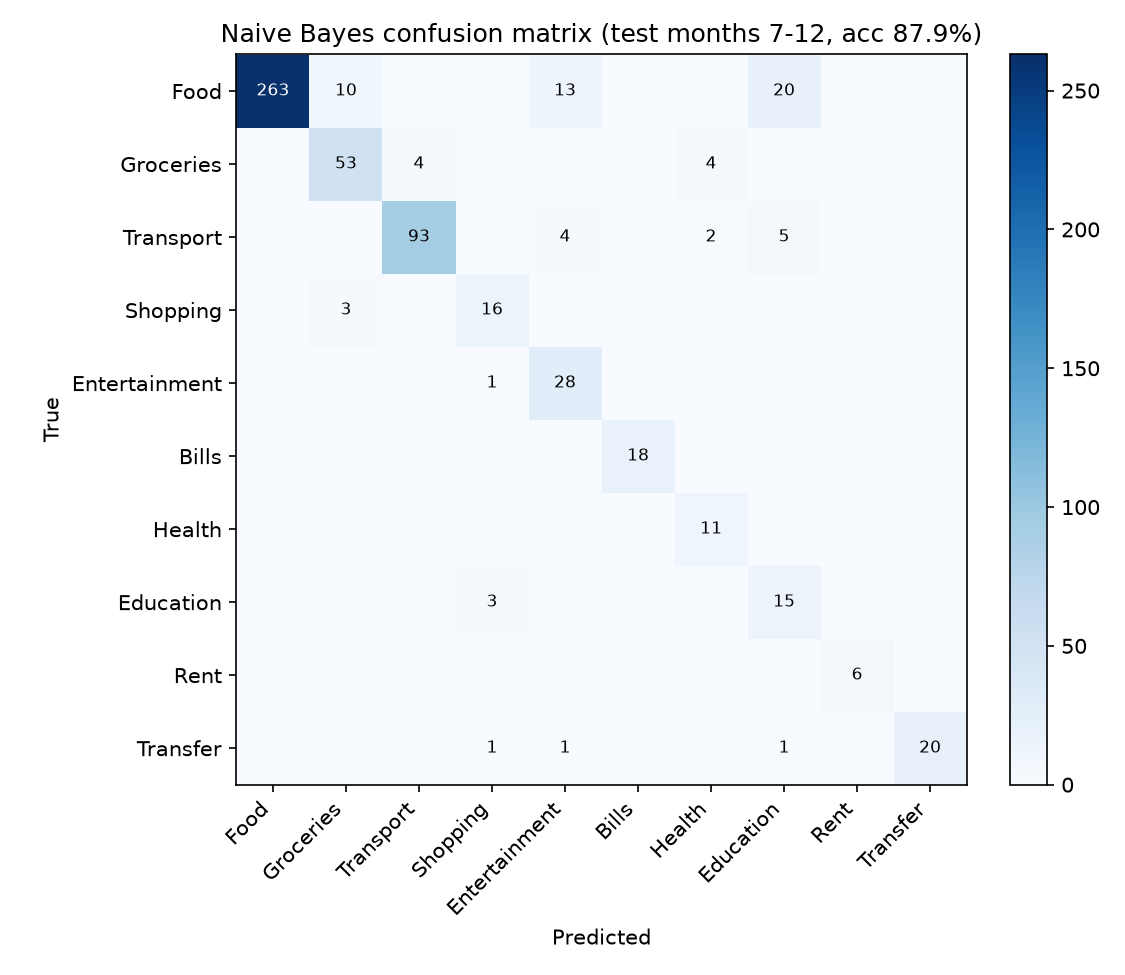 Naive Bayes confusion matrix (test months 7-12, acc 87.9%)
Food 263 10 13 20
Groceries 53 4 4
Transport 93 4 2 5
Shopping 3 16
Entertainment 1 28
Bills 18
Health 11
Education 3 15
Rent 6
Transfer 1 1 1 20
True
Food Groceries Transport Shopping Entertainment Bills Health Education Rent Transfer
Predicted
250
200
150
100
50
0